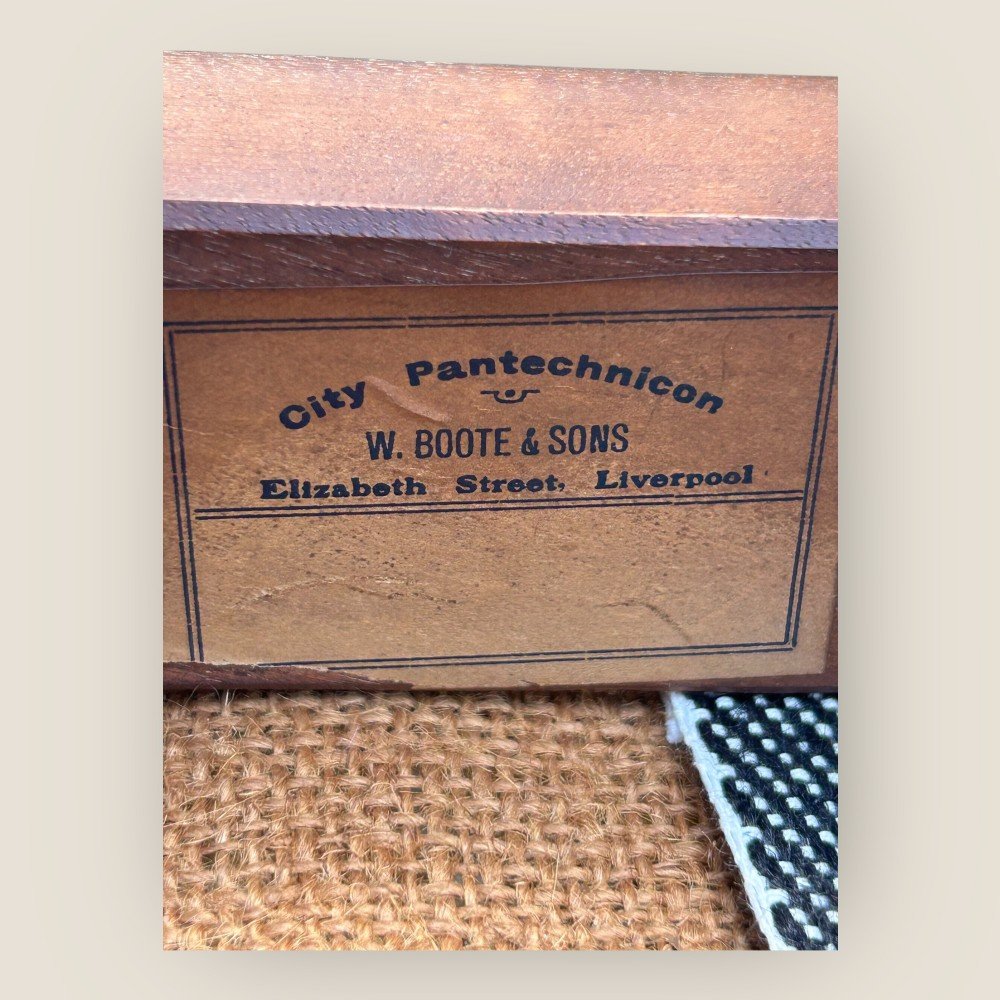 City Pantechnicon
W. BOOTE & SONS
Elizabeth Street, Liverpool